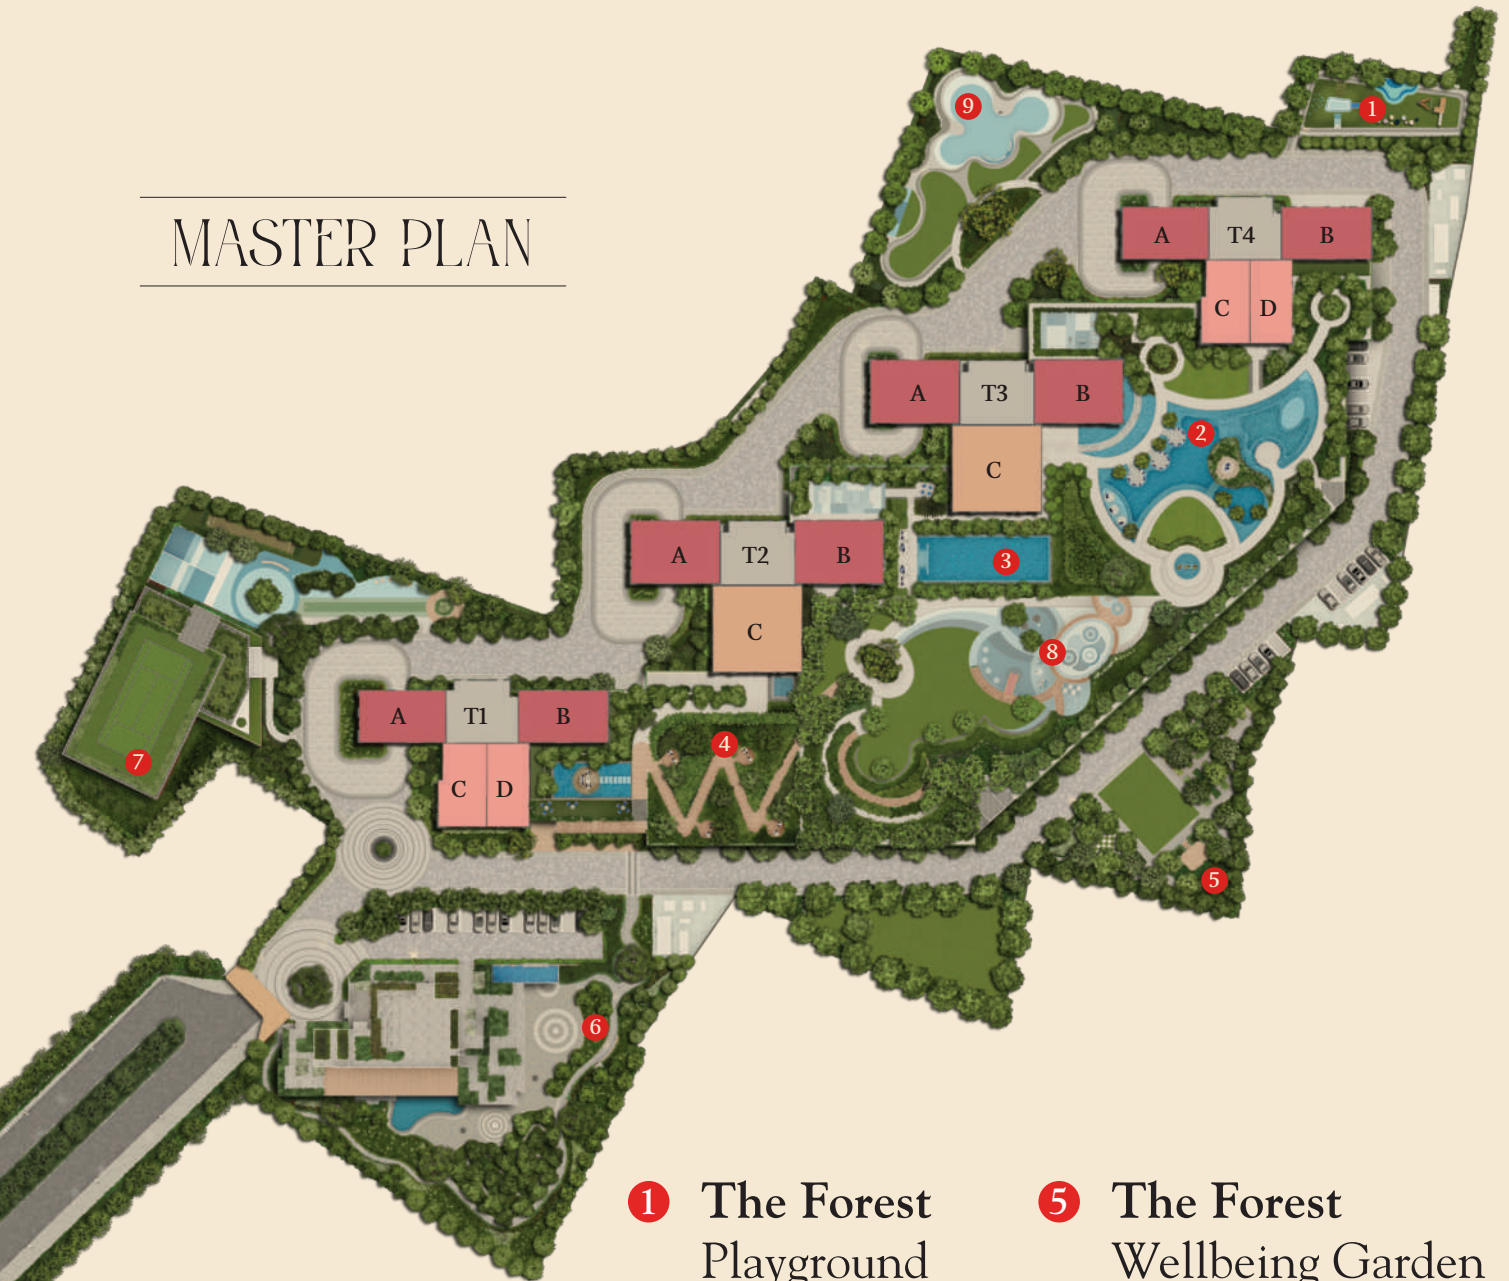 MASTER PLAN
9
1
A T4 B
C D
A T3 B
2
C
A T2 B
3
C
8
A T1 B
4
7
C D
5
6
1 The Forest
Playground
5 The Forest
Wellbeing Garden